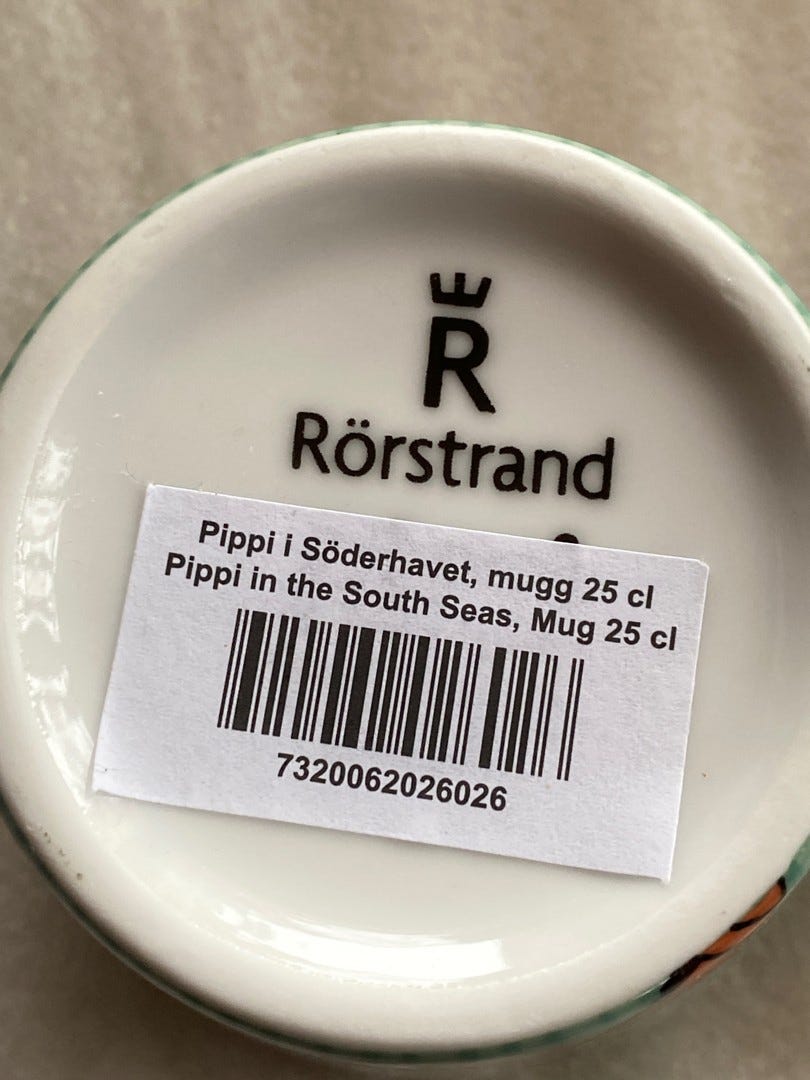 R
Rörstrand
Pippi i Söderhavet, mugg 25 cl
Pippi in the South Seas, Mug 25 cl
7320062026026